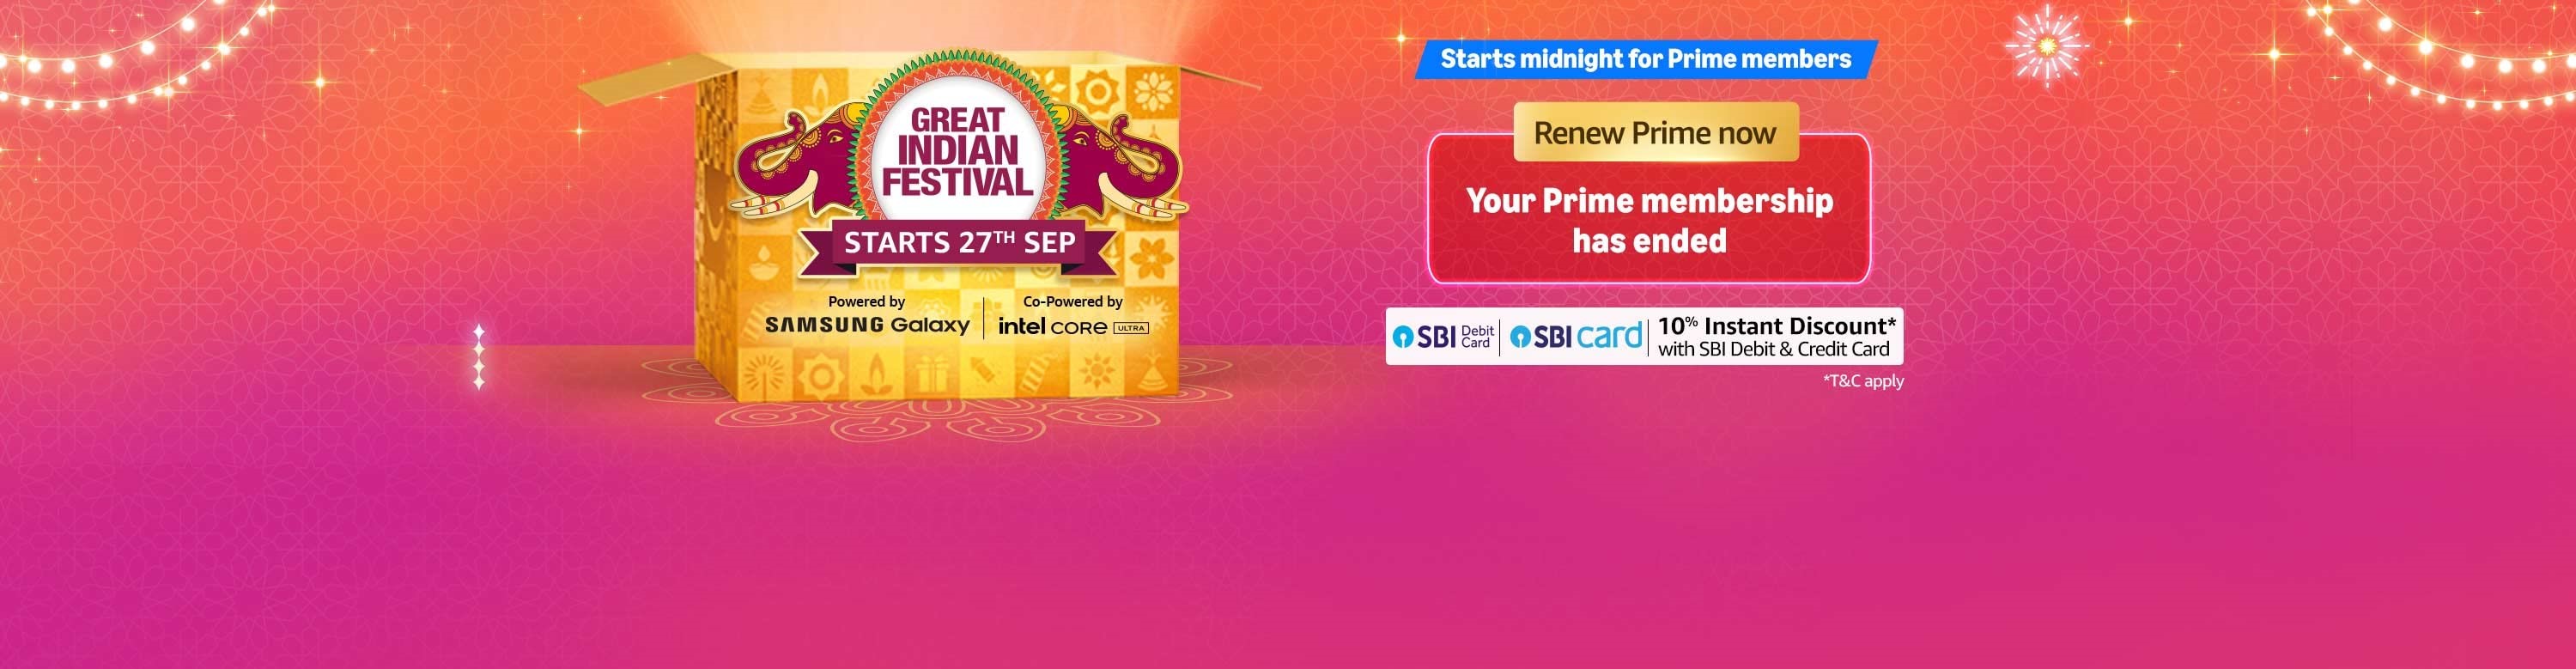 GREAT
INDIAN
FESTIVAL
STARTS 27TH SEP
Powered by
SAMSUNG Galaxy
Co-Powered by
intel CORE ULTRA
Starts midnight for Prime members
Renew Prime now
Your Prime membership
has ended
SBI Debit Card
SBI card
10% Instant Discount*
with SBI Debit & Credit Card
*T&C apply